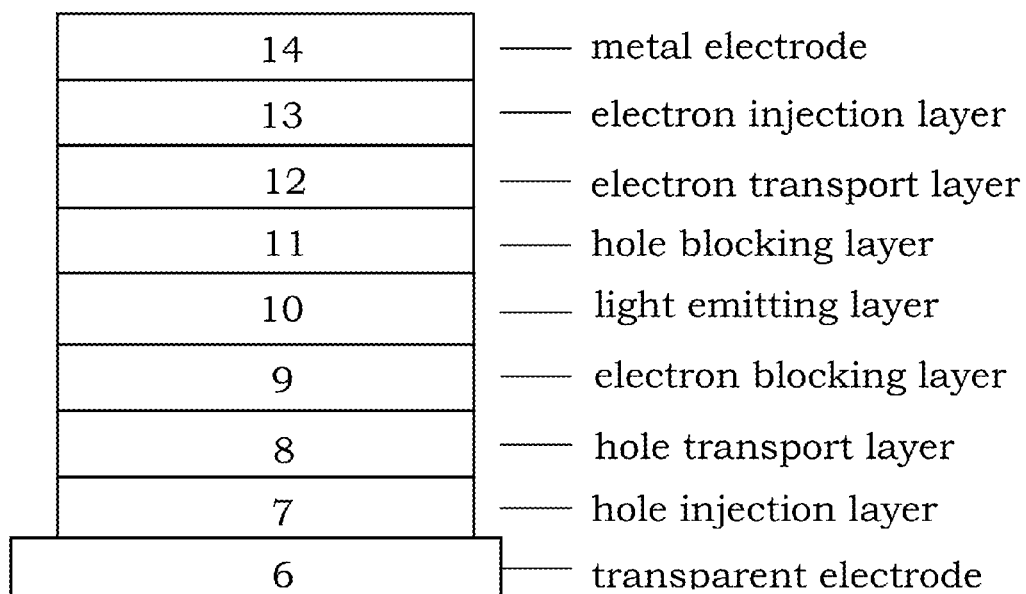 14 metal electrode
13 electron injection layer
12 electron transport layer
11 hole blocking layer
10 light emitting layer
9 electron blocking layer
8 hole transport layer
7 hole injection layer
6 transparent electrode